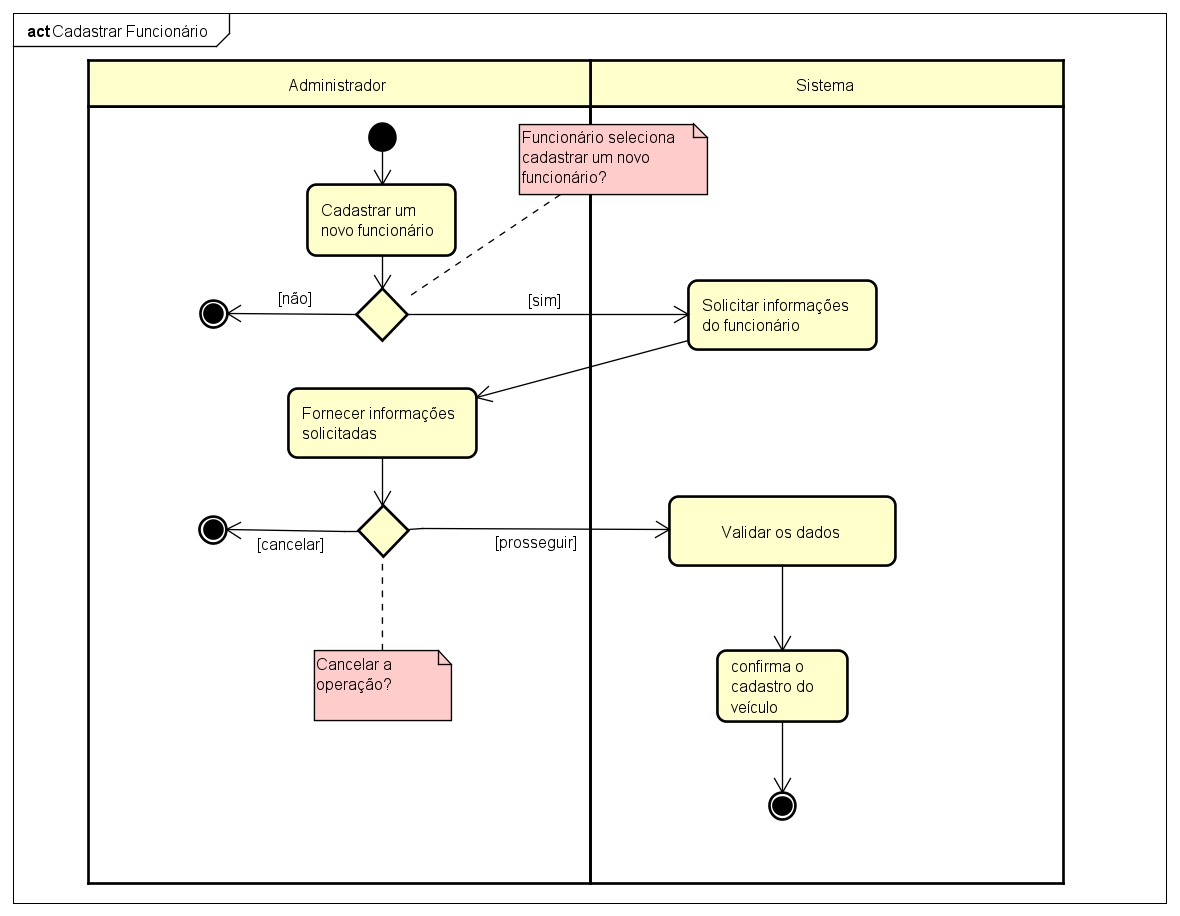 act Cadastrar Funcionário
Administrador
Sistema
Funcionário seleciona
cadastrar um novo
funcionário?
Cadastrar um
novo funcionário
[não]
[sim]
Solicitar informações
do funcionário
Fornecer informações
solicitadas
[cancelar]
[prosseguir]
Validar os dados
Cancelar a
operação?
confirma o
cadastro do
veículo